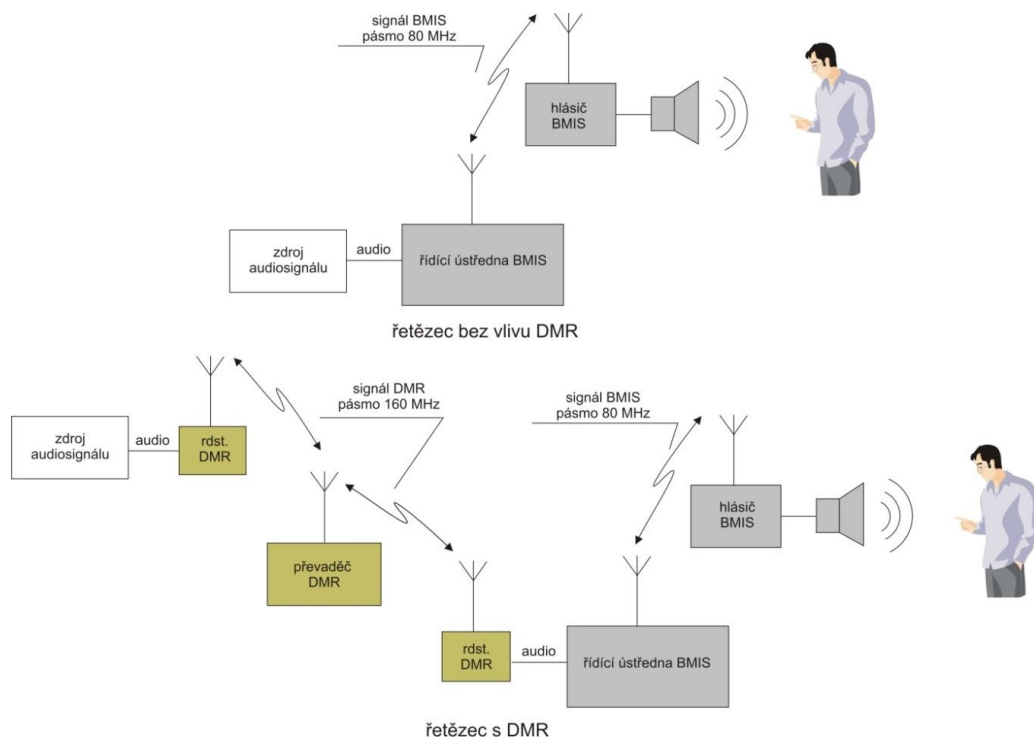 signál BMIS
pásmo 80 MHz
hlásič
BMIS
zdroj
audiosignálu
audio
řídící ústředna BMIS
řetězec bez vlivu DMR
signál DMR
pásmo 160 MHz
signál BMIS
pásmo 80 MHz
zdroj
audiosignálu
audio
rdst.
DMR
hlásič
BMIS
převaděč
DMR
rdst.
DMR
audio
řídící ústředna BMIS
řetězec s DMR